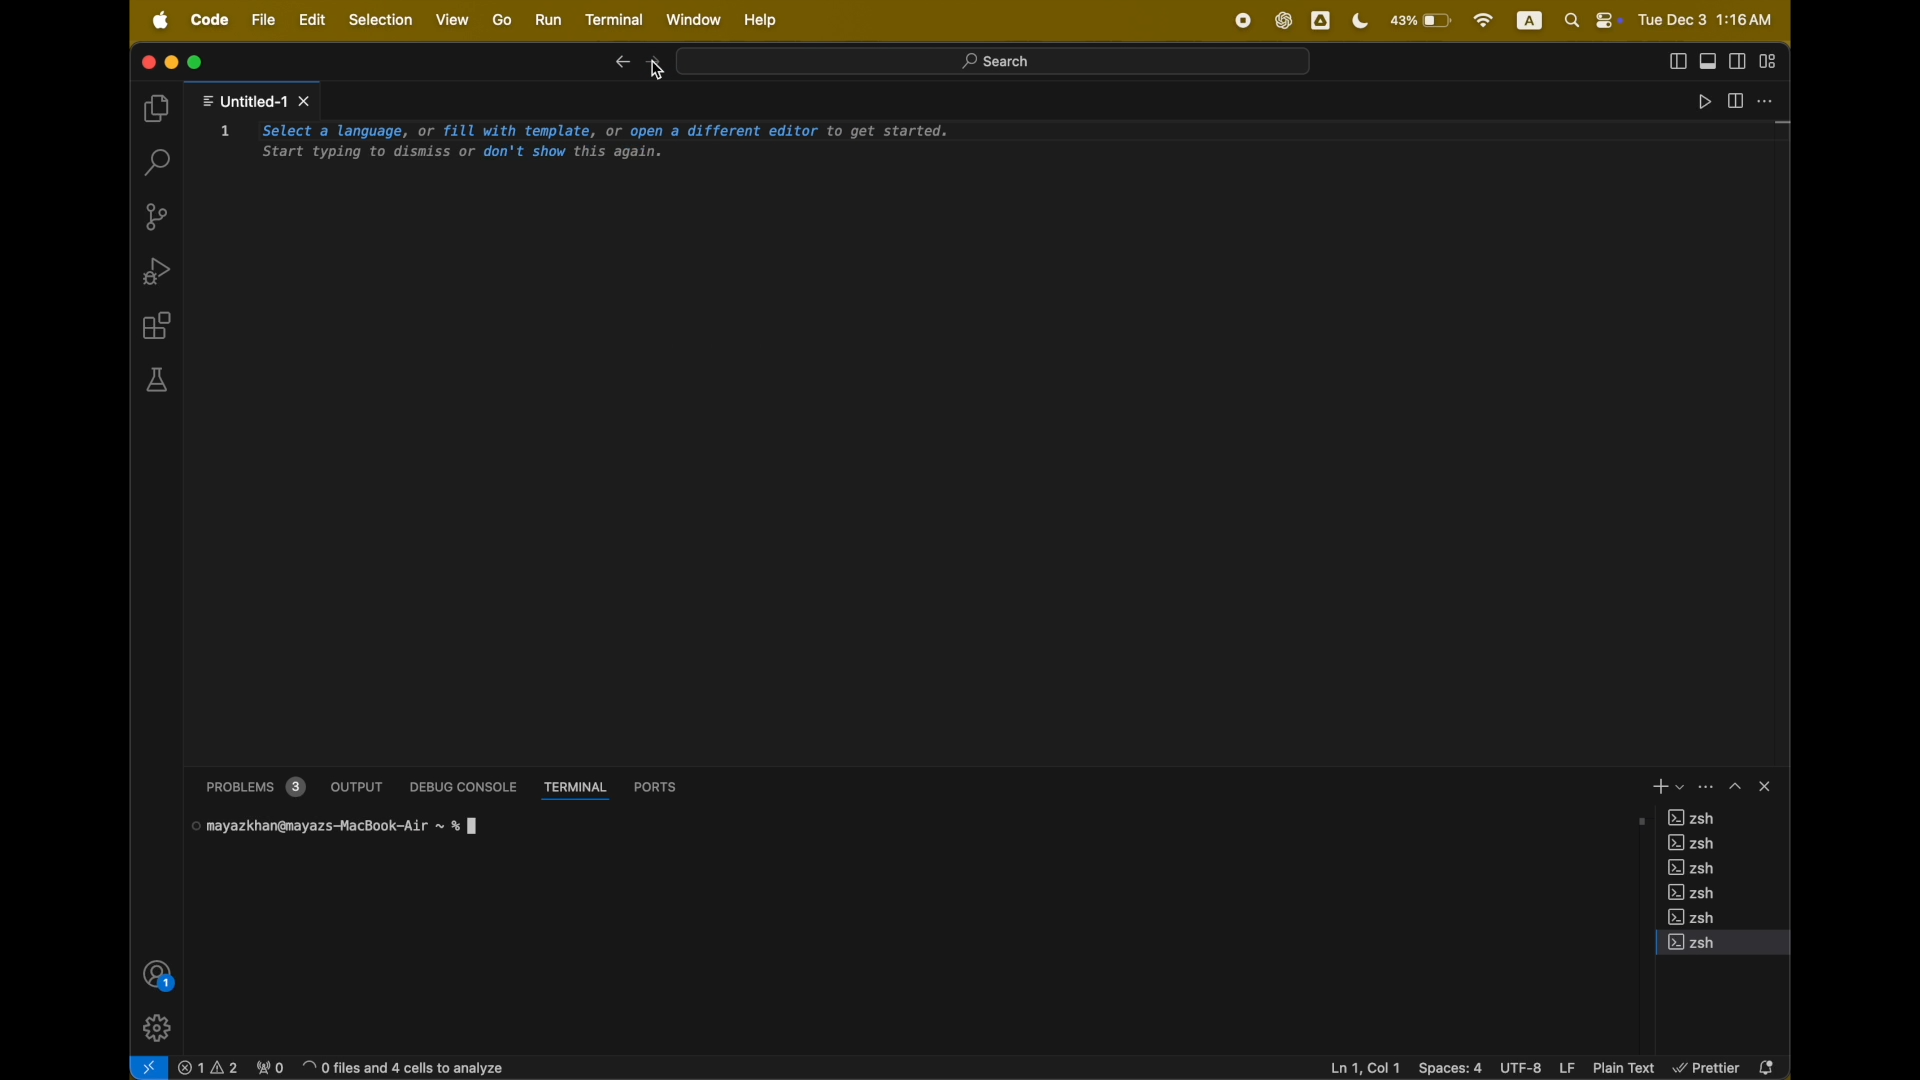 Code File Edit Selection View Go Run Terminal Window Help 43% A Tue Dec 3 1:16 AM
Search
Untitled-1
1 Select a language, or fill with template, or open a different editor to get started.
Start typing to dismiss or don't show this again.
PROBLEMS 3 OUTPUT DEBUG CONSOLE TERMINAL PORTS
mayazkhan@mayazs-MacBook-Air ~ %
zsh
zsh
zsh
zsh
zsh
zsh
1
1 2 0 0 files and 4 cells to analyze Ln 1, Col 1 Spaces: 4 UTF-8 LF Plain Text Prettier